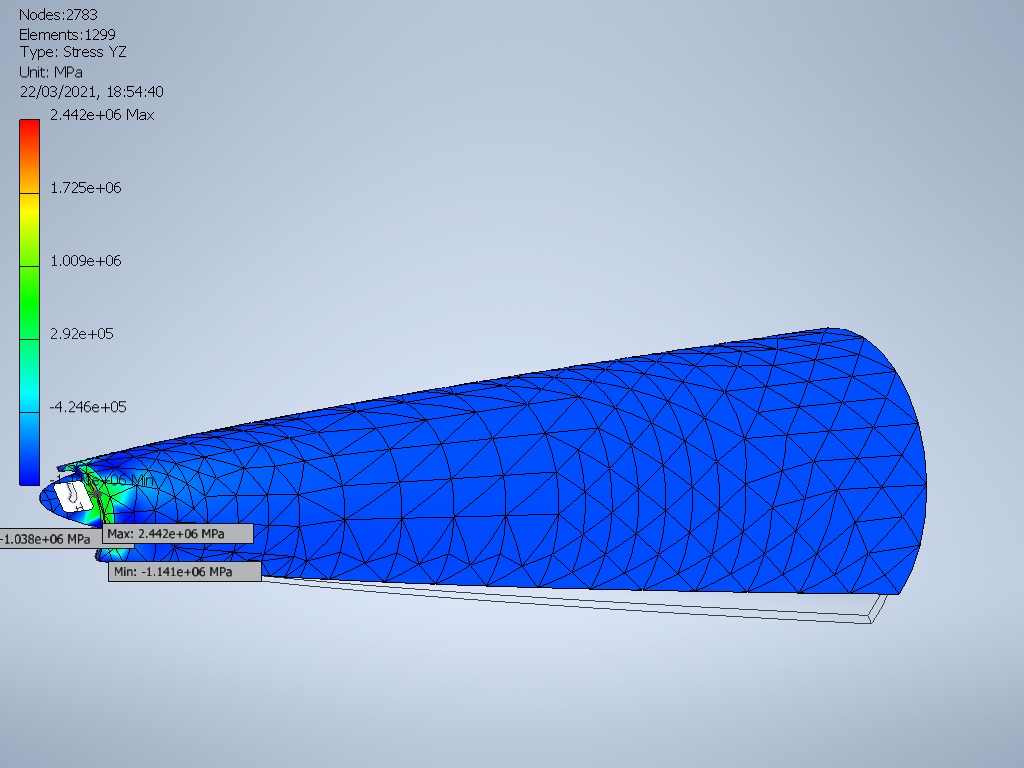 Nodes:2783
Elements:1299
Type: Stress YZ
Unit: MPa
22/03/2021, 18:54:40
2.442e+06 Max
1.725e+06
1.009e+06
2.92e+05
-4.246e+05
e+06 Min
-1.038e+06 MPa
Max: 2.442e+06 MPa
Min: -1.141e+06 MPa